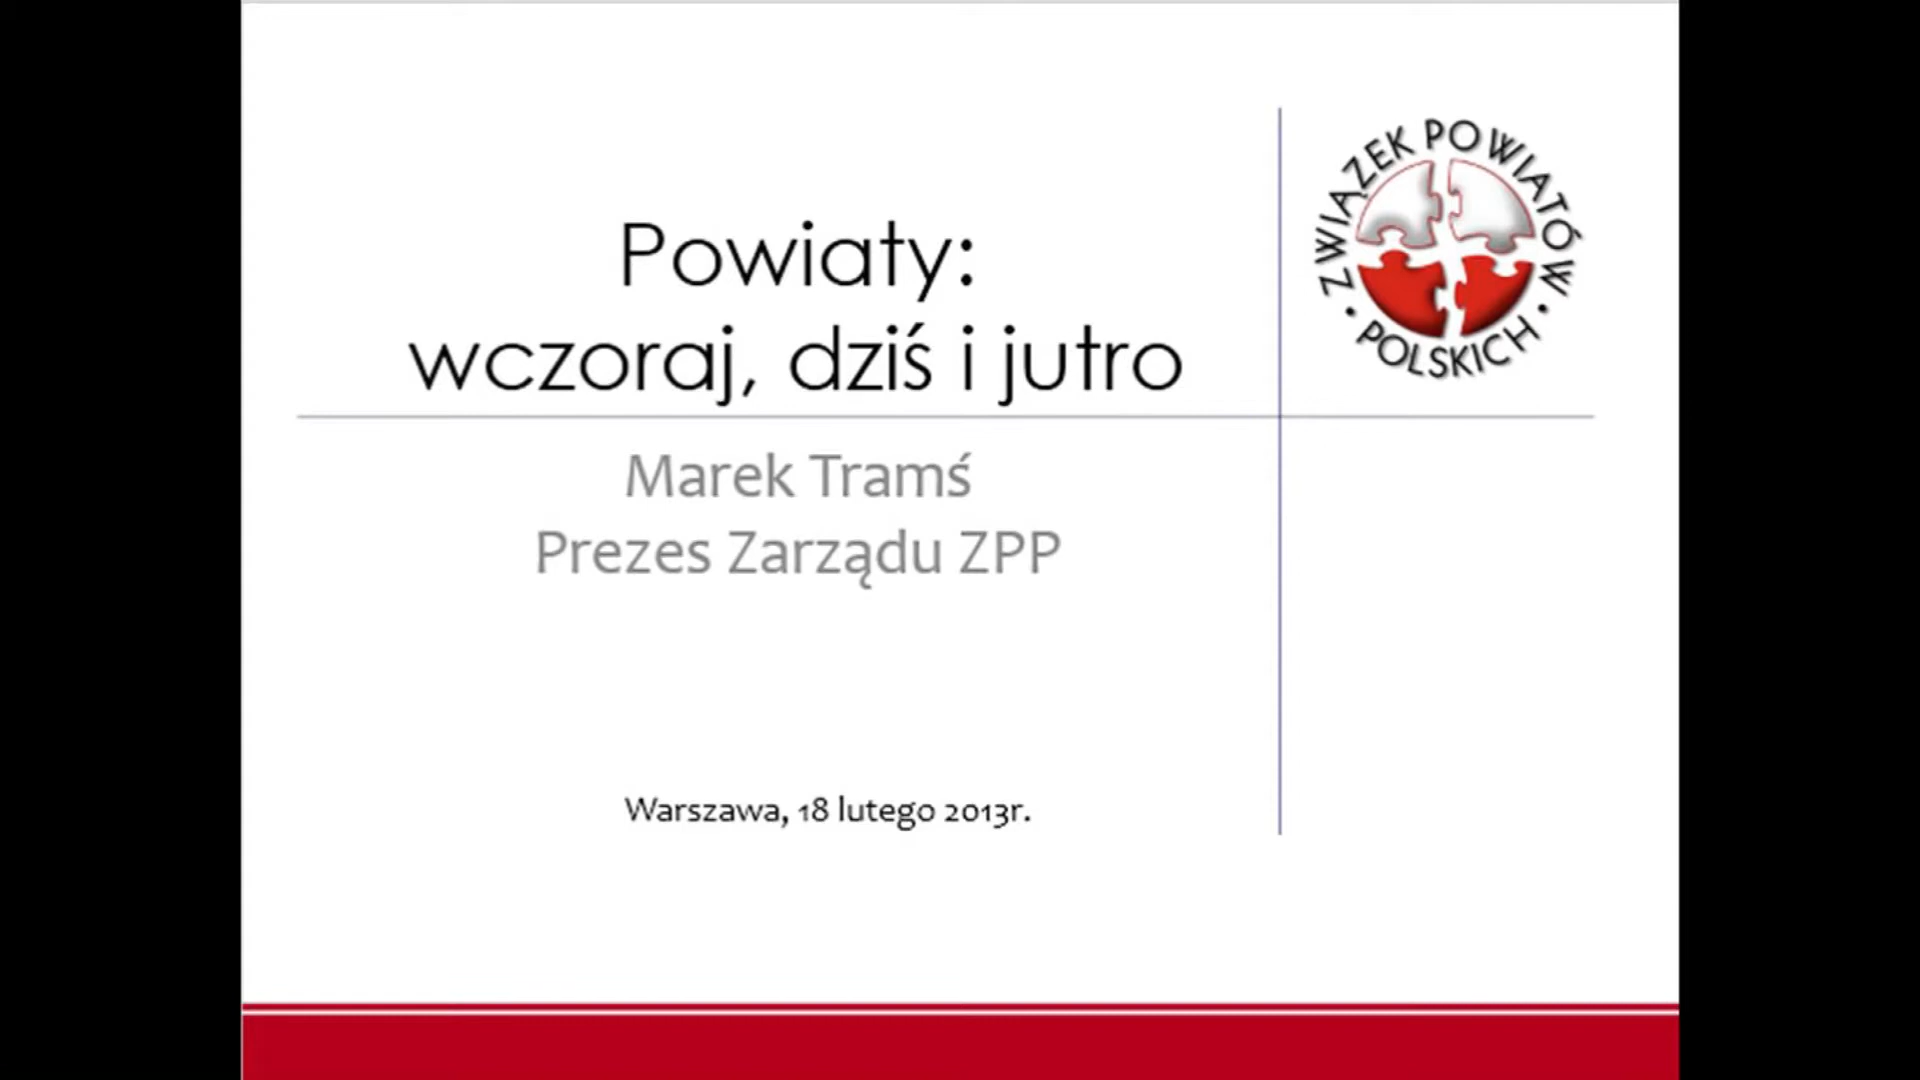 Powiaty:
wczoraj, dziś i jutro
ZWIĄZEK POWIATÓW
• POLSKICH •
Marek Tramś
Prezes Zarządu ZPP
Warszawa, 18 lutego 2013r.